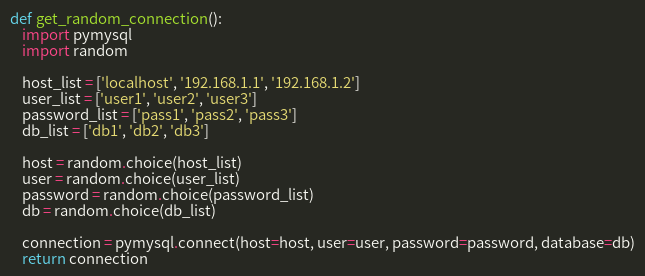 def get_random_connection():
    import pymysql
    import random

    host_list = ['localhost', '192.168.1.1', '192.168.1.2']
    user_list = ['user1', 'user2', 'user3']
    password_list = ['pass1', 'pass2', 'pass3']
    db_list = ['db1', 'db2', 'db3']

    host = random.choice(host_list)
    user = random.choice(user_list)
    password = random.choice(password_list)
    db = random.choice(db_list)

    connection = pymysql.connect(host=host, user=user, password=password, database=db)
    return connection